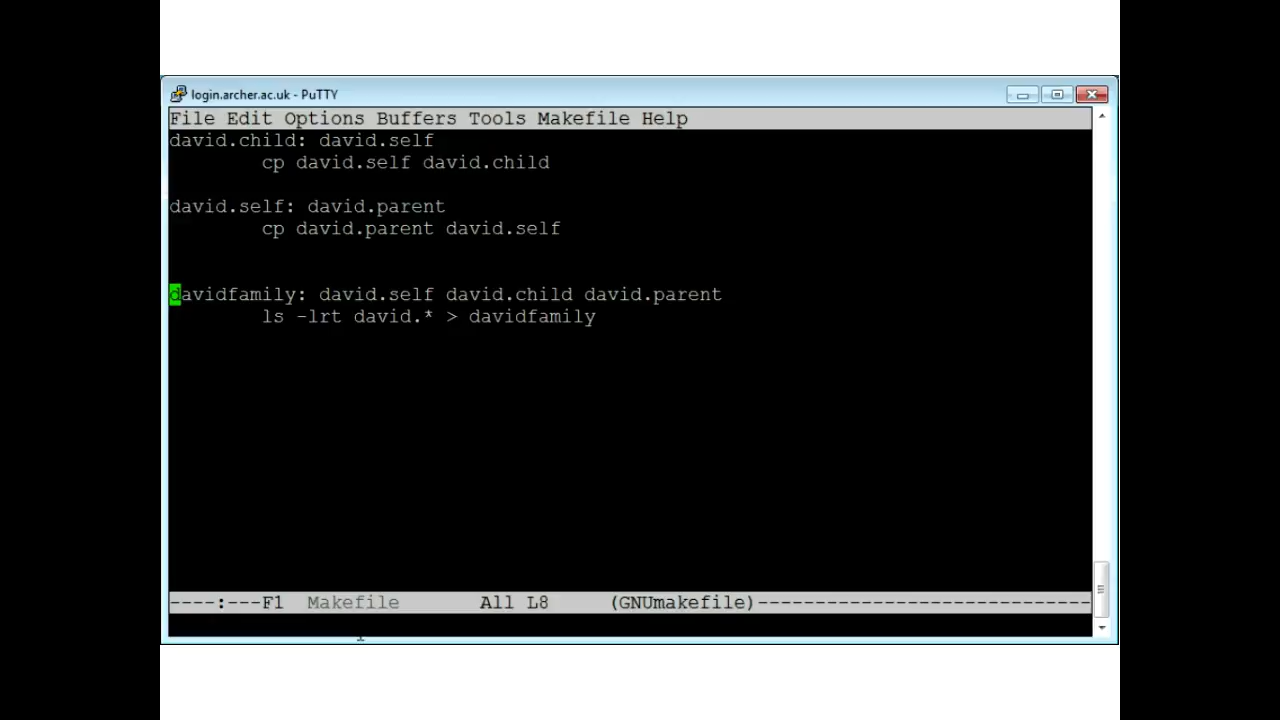 login.archer.ac.uk - PuTTY
File Edit Options Buffers Tools Makefile Help
david.child: david.self
        cp david.self david.child
david.self: david.parent
        cp david.parent david.self
davidfamily: david.self david.child david.parent
        ls -lrt david.* > davidfamily
----:---F1  Makefile       All L8     (GNUmakefile)-----------------------------